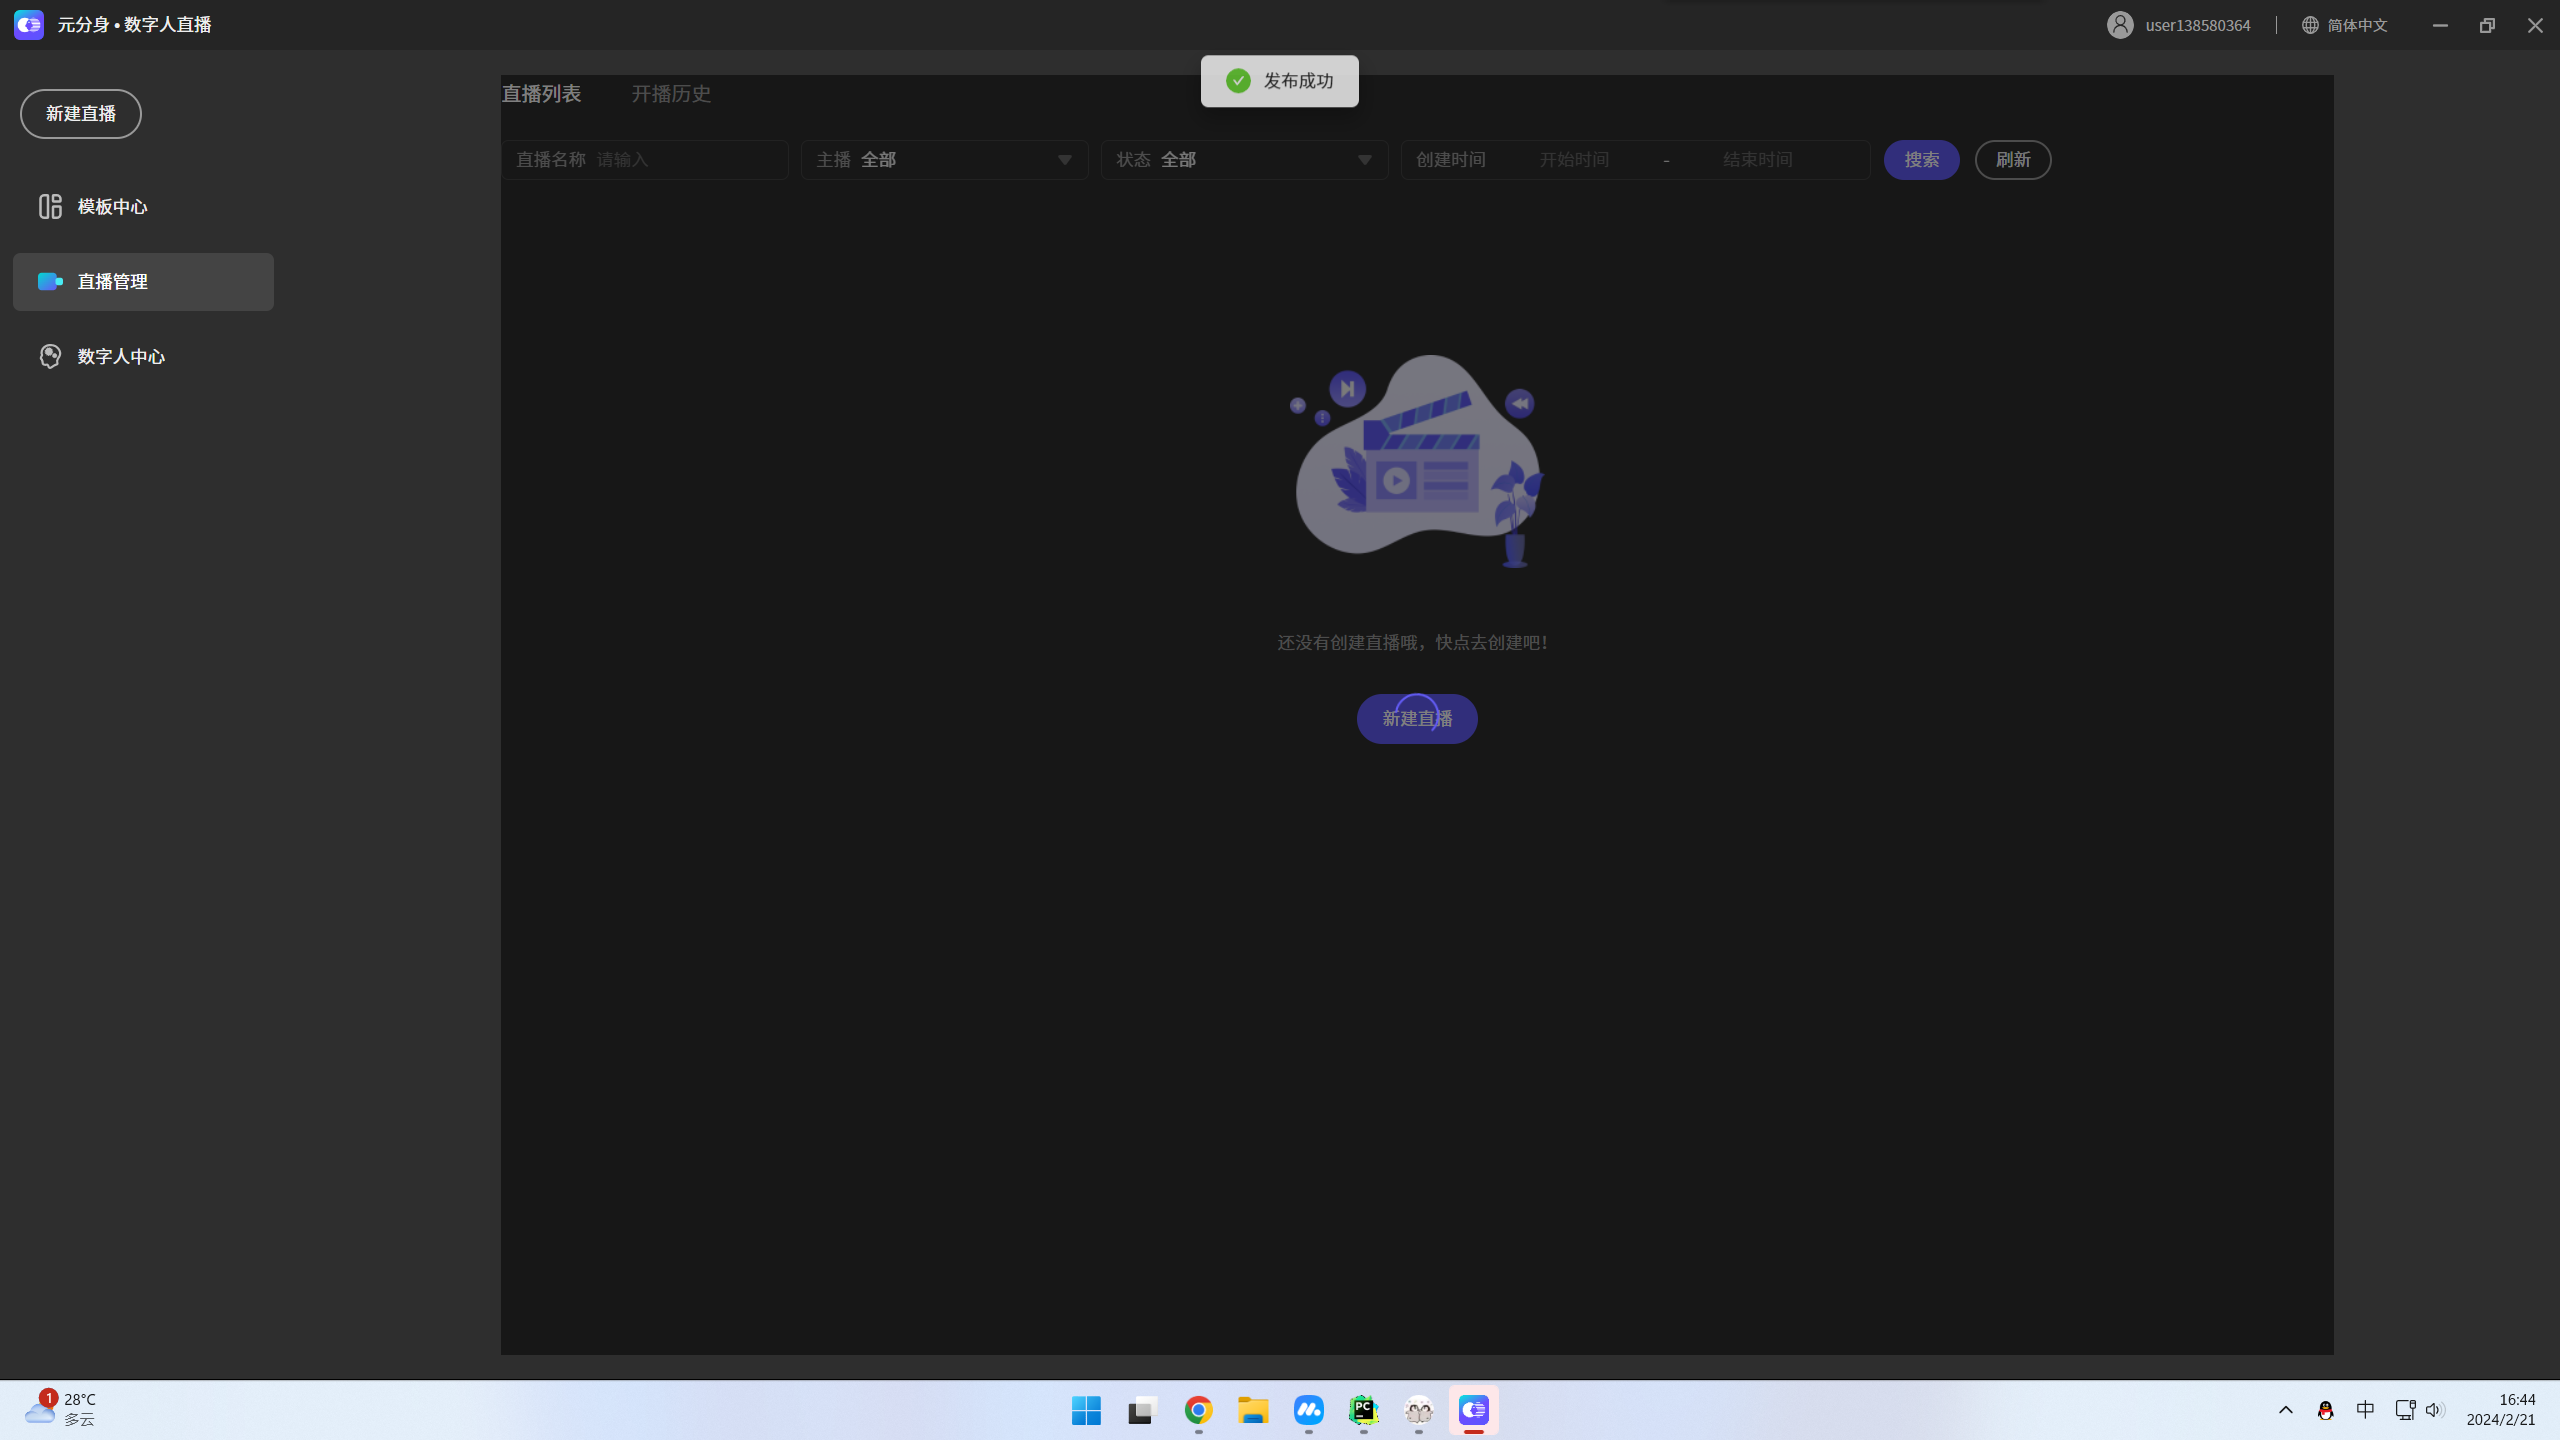 元分身•数字人直播
user138580364
简体中文
发布成功
新建直播
模板中心
直播管理
数字人中心
直播列表
开播历史
直播名称 请输入
主播 全部
状态 全部
创建时间 开始时间 - 结束时间
搜索
刷新
还没有创建直播哦，快点去创建吧！
新建直播
1
28°C
多云
PC
中
16:44
2024/2/21